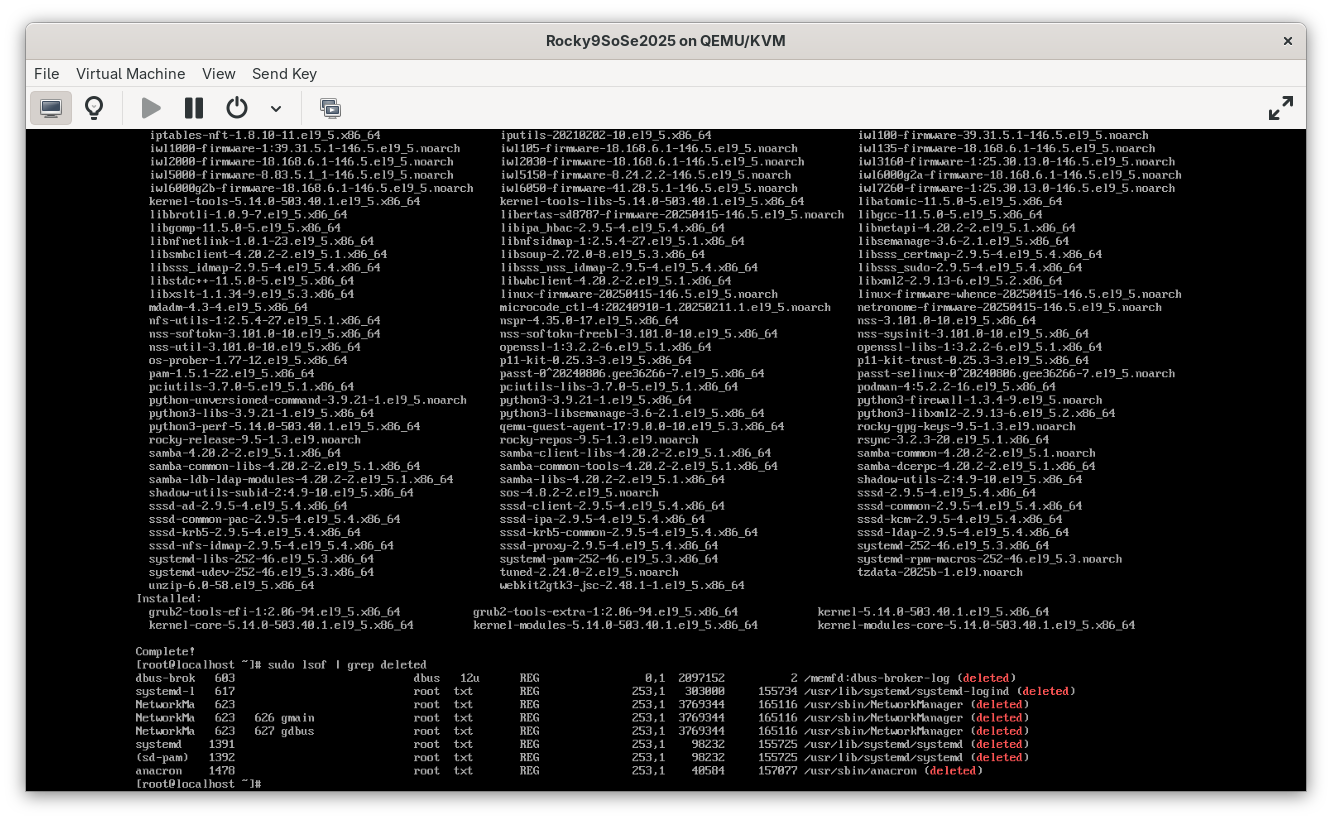 Rocky9SoSe2025 on QEMU/KVM
File Virtual Machine View Send Key
iptables-nft-1.8.10-11.el9_5.x86_64 iputils-20210202-10.el9_5.x86_64 iwl100-firmware-39.31.5.1-146.5.el9_5.noarch
iwl1000-firmware-1:39.31.5.1-146.5.el9_5.noarch iwl105-firmware-18.168.6.1-146.5.el9_5.noarch iwl135-firmware-18.168.6.1-146.5.el9_5.noarch
iwl2000-firmware-18.168.6.1-146.5.el9_5.noarch iwl2030-firmware-18.168.6.1-146.5.el9_5.noarch iwl3160-firmware-1:25.30.13.0-146.5.el9_5.noarch
iwl5000-firmware-8.83.5.1_1-146.5.el9_5.noarch iwl5150-firmware-8.24.2.2-146.5.el9_5.noarch iwl6000g2a-firmware-18.168.6.1-146.5.el9_5.noarch
iwl6000g2b-firmware-18.168.6.1-146.5.el9_5.noarch iwl6050-firmware-41.28.5.1-146.5.el9_5.noarch iwl7260-firmware-1:25.30.13.0-146.5.el9_5.noarch
kernel-tools-5.14.0-503.40.1.el9_5.x86_64 kernel-tools-libs-5.14.0-503.40.1.el9_5.x86_64 libatomic-11.5.0-5.el9_5.x86_64
libbrotli-1.0.9-7.el9_5.x86_64 libertas-sd8787-firmware-20250415-146.5.el9_5.noarch libgcc-11.5.0-5.el9_5.x86_64
libgomp-11.5.0-5.el9_5.x86_64 libipa_hbac-2.9.5-4.el9_5.4.x86_64 libnetapi-4.20.2-2.el9_5.1.x86_64
libnfnetlink-1.0.1-23.el9_5.x86_64 libnfsidmap-1:2.5.4-27.el9_5.1.x86_64 libsemanage-3.6-2.1.el9_5.x86_64
libsmbclient-4.20.2-2.el9_5.1.x86_64 libsoup-2.72.0-8.el9_5.3.x86_64 libsss_certmap-2.9.5-4.el9_5.4.x86_64
libsss_idmap-2.9.5-4.el9_5.4.x86_64 libsss_nss_idmap-2.9.5-4.el9_5.4.x86_64 libsss_sudo-2.9.5-4.el9_5.4.x86_64
libstdc++-11.5.0-5.el9_5.x86_64 libwbclient-4.20.2-2.el9_5.1.x86_64 libxml2-2.9.13-6.el9_5.2.x86_64
libxslt-1.1.34-9.el9_5.3.x86_64 linux-firmware-20250415-146.5.el9_5.noarch linux-firmware-whence-20250415-146.5.el9_5.noarch
mdadm-4.3-4.el9_5.x86_64 microcode_ctl-4:20240910-1.20250211.1.el9_5.noarch netronome-firmware-20250415-146.5.el9_5.noarch
nfs-utils-1:2.5.4-27.el9_5.1.x86_64 nspr-4.35.0-17.el9_5.x86_64 nss-3.101.0-10.el9_5.x86_64
nss-softokn-3.101.0-10.el9_5.x86_64 nss-softokn-freebl-3.101.0-10.el9_5.x86_64 nss-sysinit-3.101.0-10.el9_5.x86_64
nss-util-3.101.0-10.el9_5.x86_64 openssl-1:3.2.2-6.el9_5.1.x86_64 openssl-libs-1:3.2.2-6.el9_5.1.x86_64
os-prober-1.77-12.el9_5.x86_64 p11-kit-0.25.3-3.el9_5.x86_64 p11-kit-trust-0.25.3-3.el9_5.x86_64
pam-1.5.1-22.el9_5.x86_64 passt-0^20240806.gee36266-7.el9_5.x86_64 passt-selinux-0^20240806.gee36266-7.el9_5.noarch
pciutils-3.7.0-5.el9_5.1.x86_64 pciutils-libs-3.7.0-5.el9_5.1.x86_64 podman-4:5.2.2-16.el9_5.x86_64
python-unversioned-command-3.9.21-1.el9_5.noarch python3-3.9.21-1.el9_5.x86_64 python3-firewall-1.3.4-9.el9_5.noarch
python3-libs-3.9.21-1.el9_5.x86_64 python3-libsemanage-3.6-2.1.el9_5.x86_64 python3-libxml2-2.9.13-6.el9_5.2.x86_64
python3-perf-5.14.0-503.40.1.el9_5.x86_64 qemu-guest-agent-17:9.0.0-10.el9_5.3.x86_64 rocky-gpg-keys-9.5-1.3.el9.noarch
rocky-release-9.5-1.3.el9.noarch rocky-repos-9.5-1.3.el9.noarch rsync-3.2.3-20.el9_5.1.x86_64
samba-4.20.2-2.el9_5.1.x86_64 samba-client-libs-4.20.2-2.el9_5.1.x86_64 samba-common-4.20.2-2.el9_5.1.noarch
samba-common-libs-4.20.2-2.el9_5.1.x86_64 samba-common-tools-4.20.2-2.el9_5.1.x86_64 samba-dcerpc-4.20.2-2.el9_5.1.x86_64
samba-ldb-ldap-modules-4.20.2-2.el9_5.1.x86_64 samba-libs-4.20.2-2.el9_5.1.x86_64 shadow-utils-2:4.9-10.el9_5.x86_64
shadow-utils-subid-2:4.9-10.el9_5.x86_64 sos-4.8.2-2.el9_5.noarch sssd-2.9.5-4.el9_5.4.x86_64
sssd-ad-2.9.5-4.el9_5.4.x86_64 sssd-client-2.9.5-4.el9_5.4.x86_64 sssd-common-2.9.5-4.el9_5.4.x86_64
sssd-common-pac-2.9.5-4.el9_5.4.x86_64 sssd-ipa-2.9.5-4.el9_5.4.x86_64 sssd-kcm-2.9.5-4.el9_5.4.x86_64
sssd-krb5-2.9.5-4.el9_5.4.x86_64 sssd-krb5-common-2.9.5-4.el9_5.4.x86_64 sssd-ldap-2.9.5-4.el9_5.4.x86_64
sssd-nfs-idmap-2.9.5-4.el9_5.4.x86_64 sssd-proxy-2.9.5-4.el9_5.4.x86_64 systemd-252-46.el9_5.3.x86_64
systemd-libs-252-46.el9_5.3.x86_64 systemd-pam-252-46.el9_5.3.x86_64 systemd-rpm-macros-252-46.el9_5.3.noarch
systemd-udev-252-46.el9_5.3.x86_64 tuned-2.24.0-2.el9_5.noarch tzdata-2025b-1.el9.noarch
unzip-6.0-58.el9_5.x86_64 webkit2gtk3-jsc-2.48.1-1.el9_5.x86_64
Installed:
grub2-tools-efi-1:2.06-94.el9_5.x86_64 grub2-tools-extra-1:2.06-94.el9_5.x86_64 kernel-5.14.0-503.40.1.el9_5.x86_64
kernel-core-5.14.0-503.40.1.el9_5.x86_64 kernel-modules-5.14.0-503.40.1.el9_5.x86_64 kernel-modules-core-5.14.0-503.40.1.el9_5.x86_64
Complete!
[root@localhost ~]# sudo lsof | grep deleted
dbus-brok 603 dbus 12u REG 0,1 2097152 2 /memfd:dbus-broker-log (deleted)
systemd-l 617 root txt REG 253,1 303000 155734 /usr/lib/systemd/systemd-logind (deleted)
NetworkMa 623 root txt REG 253,1 3769344 165116 /usr/sbin/NetworkManager (deleted)
NetworkMa 623 626 gmain root txt REG 253,1 3769344 165116 /usr/sbin/NetworkManager (deleted)
NetworkMa 623 627 gdbus root txt REG 253,1 3769344 165116 /usr/sbin/NetworkManager (deleted)
systemd 1391 root txt REG 253,1 98232 155725 /usr/lib/systemd/systemd (deleted)
(sd-pam) 1392 root txt REG 253,1 98232 155725 /usr/lib/systemd/systemd (deleted)
anacron 1478 root txt REG 253,1 40584 157077 /usr/sbin/anacron (deleted)
[root@localhost ~]#